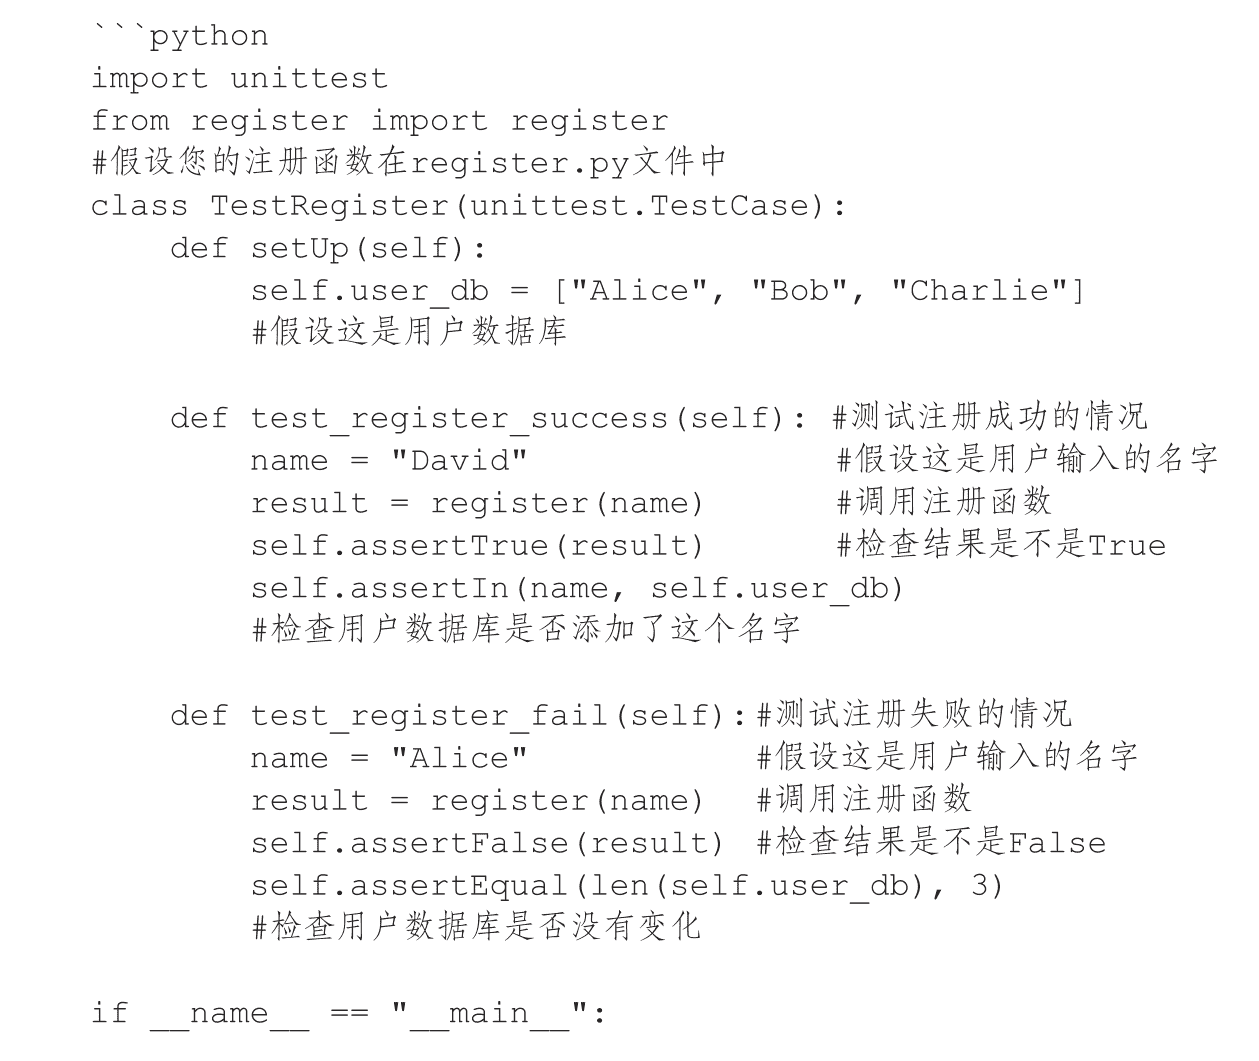 ```python
import unittest
from register import register
#假设您的注册函数在register.py文件中
class TestRegister(unittest.TestCase):
    def setUp(self):
        self.user_db = ["Alice", "Bob", "Charlie"]
        #假设这是用户数据库

    def test_register_success(self): #测试注册成功的情况
        name = "David"               #假设这是用户输入的名字
        result = register(name)      #调用注册函数
        self.assertTrue(result)      #检查结果是不是True
        self.assertIn(name, self.user_db)
        #检查用户数据库是否添加了这个名字

    def test_register_fail(self):#测试注册失败的情况
        name = "Alice"           #假设这是用户输入的名字
        result = register(name)  #调用注册函数
        self.assertFalse(result) #检查结果是不是False
        self.assertEqual(len(self.user_db), 3)
        #检查用户数据库是否没有变化

if __name__ == "__main__":